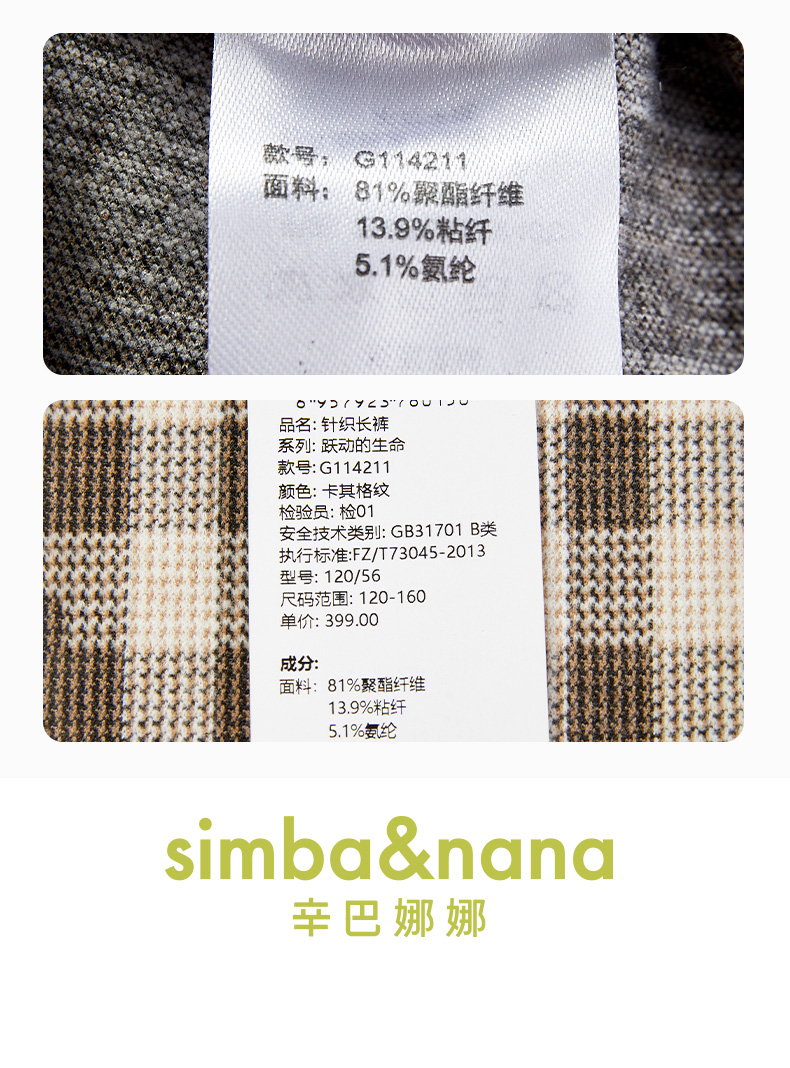 款号: G114211
面料: 81%聚酯纤维
13.9%粘纤
5.1%氨纶
品名: 针织长裤
系列: 跃动的生命
款号:G114211
颜色: 卡其格纹
检验员: 检01
安全技术类别: GB31701 B类
执行标准:FZ/T73045-2013
型号: 120/56
尺码范围: 120-160
单价: 399.00
成分:
面料: 81%聚酯纤维
13.9%粘纤
5.1%氨纶
simba&nana
辛巴娜娜